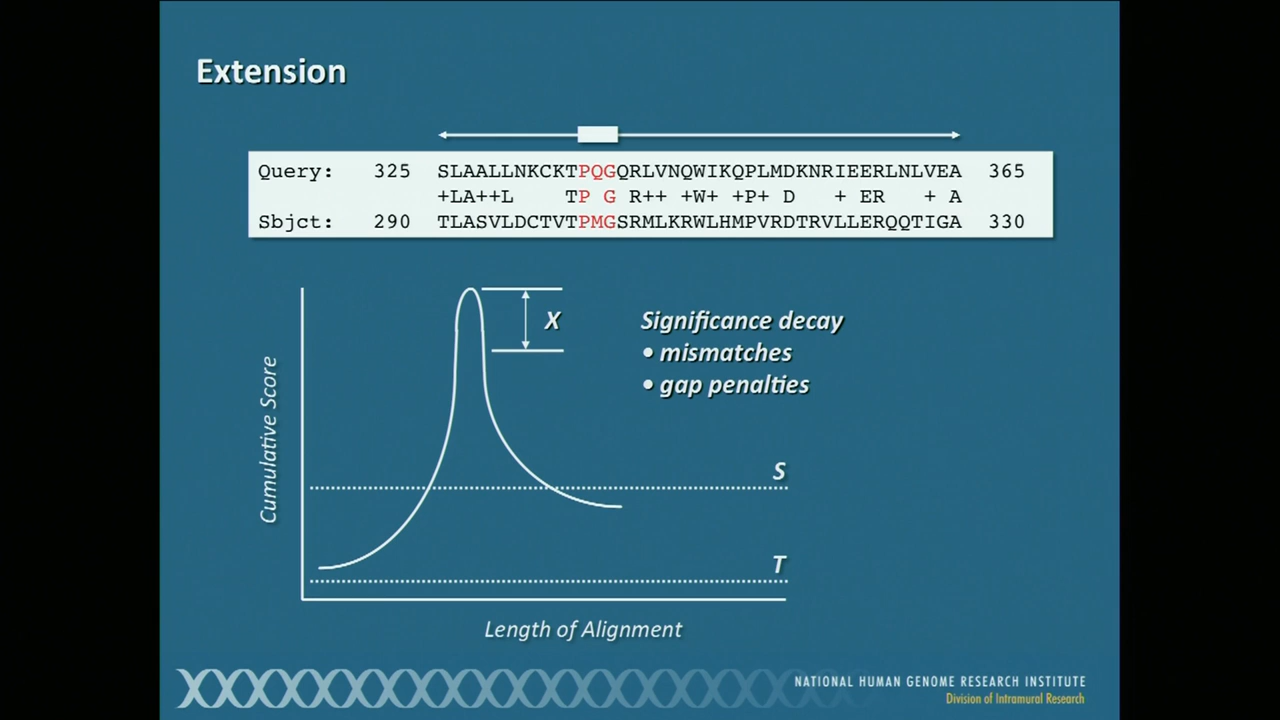 Extension
Query: 325 SLAALLNKCKTPQGQRLVNQWIKQPLMDKNRIEERLNLVEA 365
+LA++L TP G R++ +W+ +P+ D + ER + A
Sbjct: 290 TLASVLDCTVTPMGSRMLKRWLHMPVRDTRVLLERQQTIGA 330
X
Significance decay
• mismatches
• gap penalties
Cumulative Score
S
T
Length of Alignment
NATIONAL HUMAN GENOME RESEARCH INSTITUTE
Division of Intramural Research